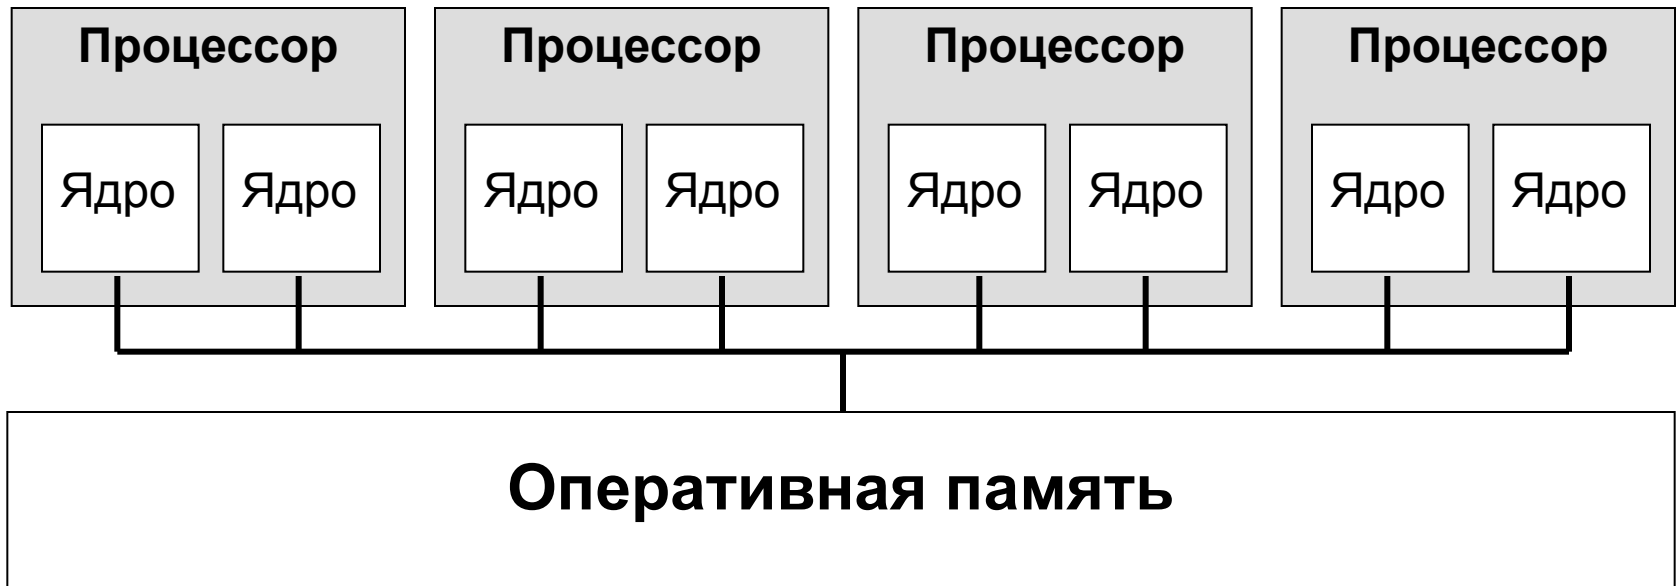 Процессор Процессор Процессор Процессор
Ядро Ядро Ядро Ядро Ядро Ядро Ядро Ядро
Оперативная память